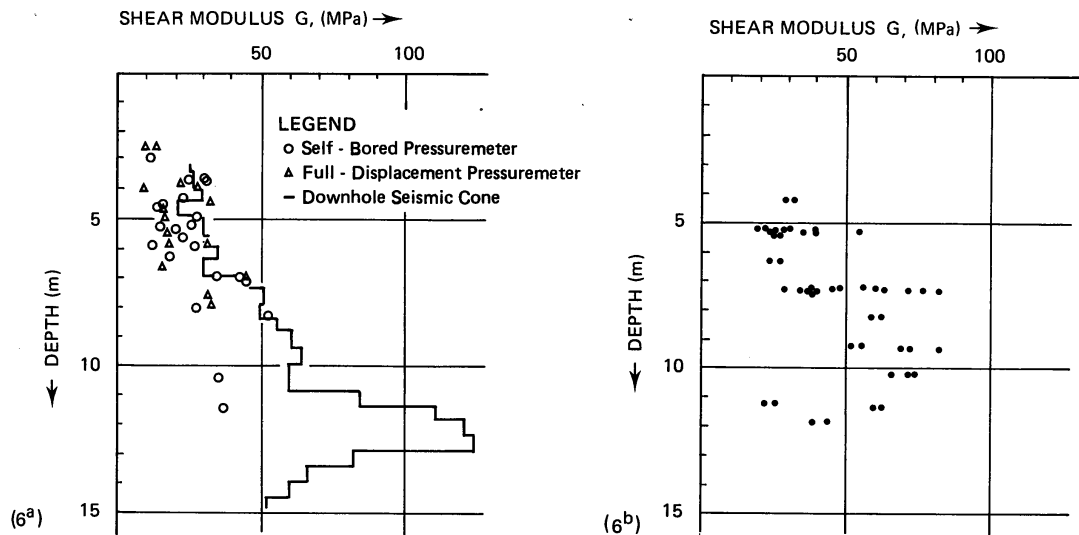 SHEAR MODULUS G, (MPa) →
50 100
LEGEND
○ Self - Bored Pressuremeter
△ Full - Displacement Pressuremeter
– Downhole Seismic Cone
5
10
15
← DEPTH (m)
(6a)
SHEAR MODULUS G, (MPa) →
50 100
5
10
15
← DEPTH (m)
(6b)